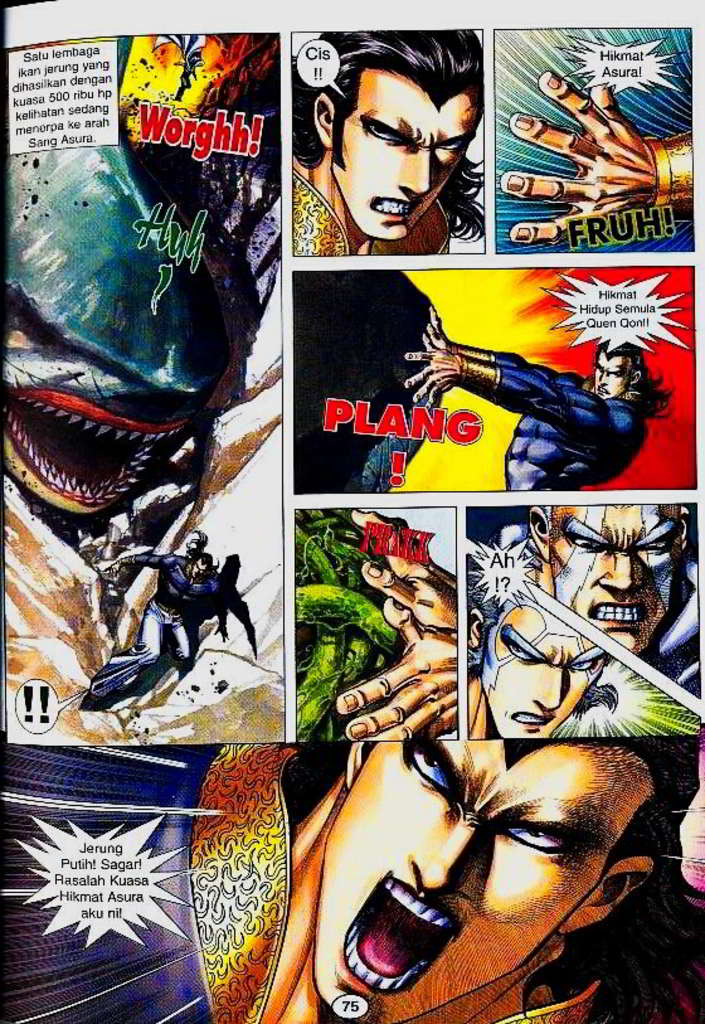 Satu lembaga
ikan jerung yang
dihasilkan dengan
kuasa 500 ribu hp
kelihatan sedang
menerpa ke arah
Sang Asura.
Worghh!
Huh
!
!!
Cis
!!
Hikmat
Asura!
FRUH!
Hikmat
Hidup Semula
Quen Qon!!
PLANG
!
Ah
!?
Jerung
Putih! Sagar!
Rasalah Kuasa
Hikmat Asura
aku ni!
75